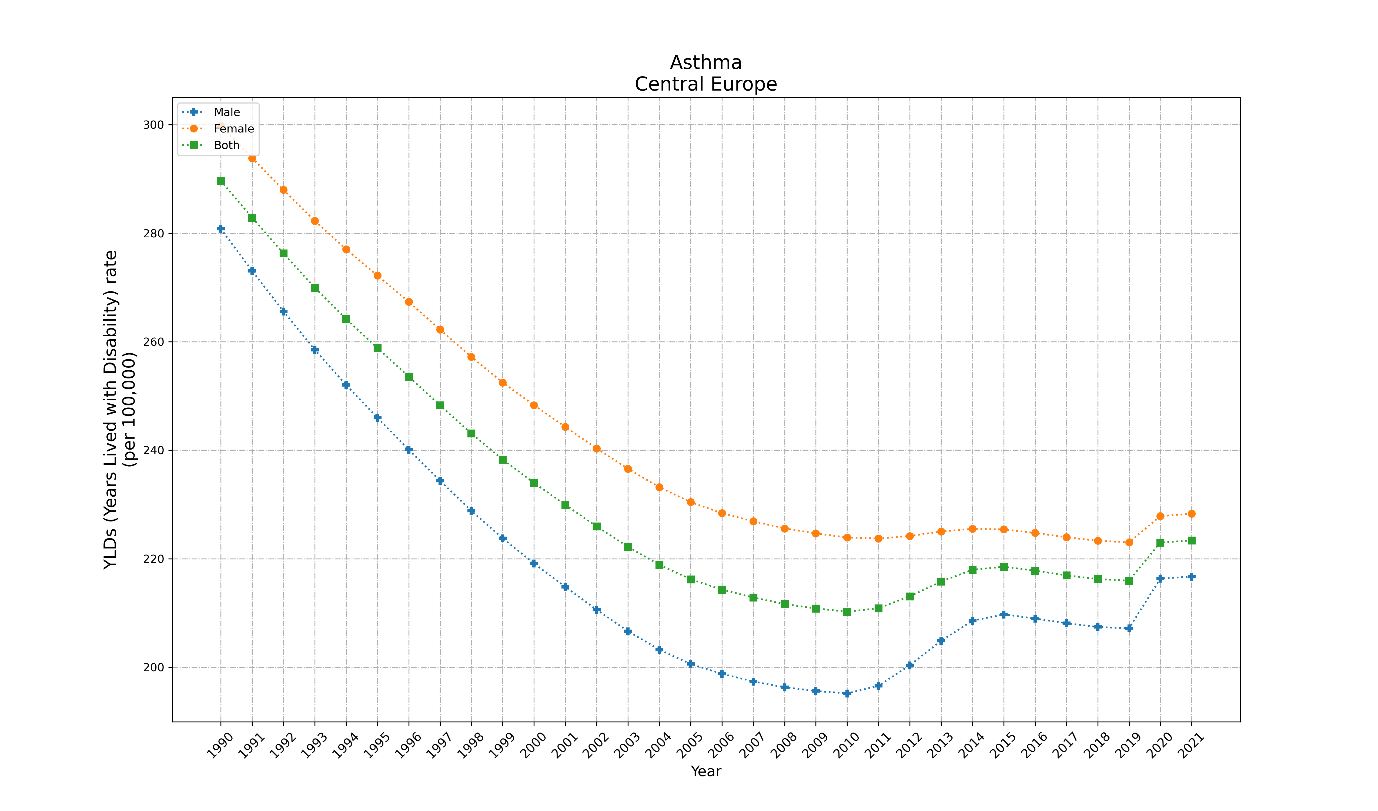 Asthma
Central Europe
Male
Female
Both
300
280
260
240
220
200
YLDs (Years Lived with Disability) rate
(per 100,000)
1990 1991 1992 1993 1994 1995 1996 1997 1998 1999 2000 2001 2002 2003 2004 2005 2006 2007 2008 2009 2010 2011 2012 2013 2014 2015 2016 2017 2018 2019 2020 2021
Year